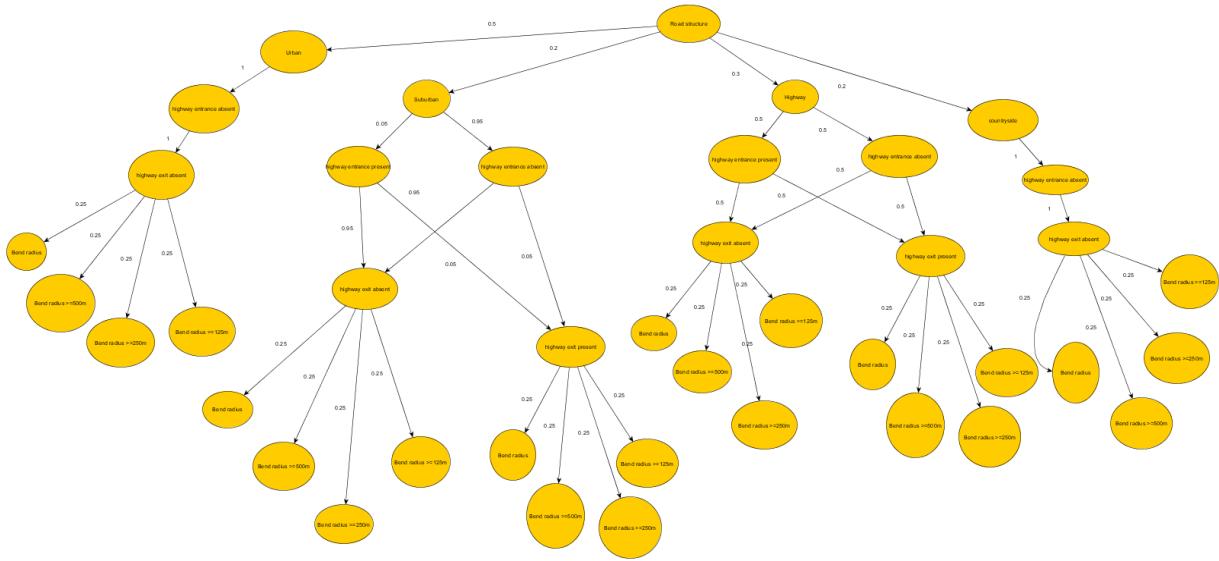 Road structure
0.5
0.2
0.3
0.2
Urban
Suburban
Highway
countryside
1
0.05
0.95
0.5
0.5
1
highway entrance absent
highway entrance present
highway entrance absent
highway entrance present
highway entrance absent
highway entrance absent
1
0.95
0.95
0.05
0.05
0.5
0.5
0.5
0.5
1
highway exit absent
highway exit absent
highway exit present
highway exit absent
highway exit present
highway exit absent
0.25
0.25
0.25
0.25
Bend radius
Bend radius >=500m
Bend radius >=250m
Bend radius >=125m
0.25
0.25
0.25
0.25
Bend radius
Bend radius >=500m
Bend radius >=250m
Bend radius >=125m
0.25
0.25
0.25
0.25
Bend radius
Bend radius >=500m
Bend radius >=250m
Bend radius >=125m
0.25
0.25
0.25
0.25
Bend radius
Bend radius >=500m
Bend radius >=250m
Bend radius >=125m
0.25
0.25
0.25
0.25
Bend radius
Bend radius >=500m
Bend radius >=250m
Bend radius >=125m
0.25
0.25
0.25
0.25
Bend radius
Bend radius >=500m
Bend radius >=250m
Bend radius >=125m